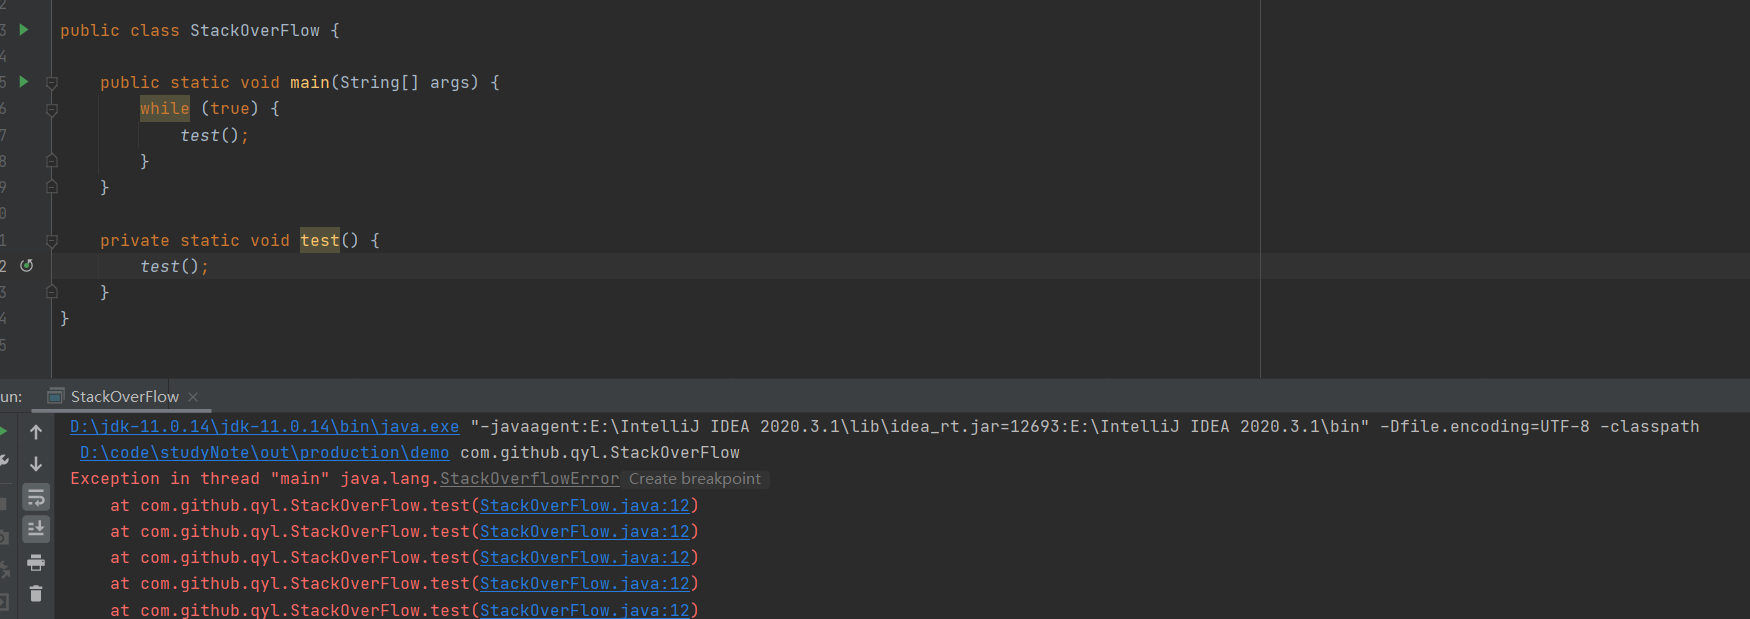 2
3 public class StackOverFlow {
4
5 public static void main(String[] args) {
6 while (true) {
7 test();
8 }
9 }
0
1 private static void test() {
2 test();
3 }
4 }
5
un: StackOverFlow ×
D:\jdk-11.0.14\jdk-11.0.14\bin\java.exe "-javaagent:E:\IntelliJ IDEA 2020.3.1\lib\idea_rt.jar=12693:E:\IntelliJ IDEA 2020.3.1\bin" -Dfile.encoding=UTF-8 -classpath
D:\code\studyNote\out\production\demo com.github.qyl.StackOverFlow
Exception in thread "main" java.lang.StackOverflowError Create breakpoint
at com.github.qyl.StackOverFlow.test(StackOverFlow.java:12)
at com.github.qyl.StackOverFlow.test(StackOverFlow.java:12)
at com.github.qyl.StackOverFlow.test(StackOverFlow.java:12)
at com.github.qyl.StackOverFlow.test(StackOverFlow.java:12)
at com.github.qyl.StackOverFlow.test(StackOverFlow.java:12)